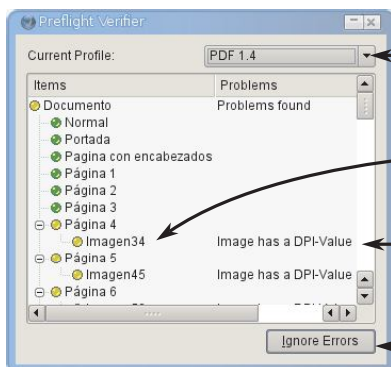 Preflight Verifier
Current Profile: PDF 1.4
Items Problems
Documento Problems found
Normal
Portada
Pagina con encabezados
Página 1
Página 2
Página 3
Página 4
Imagen34 Image has a DPI-Value
Página 5
Imagen45 Image has a DPI-Value
Página 6
Ignore Errors